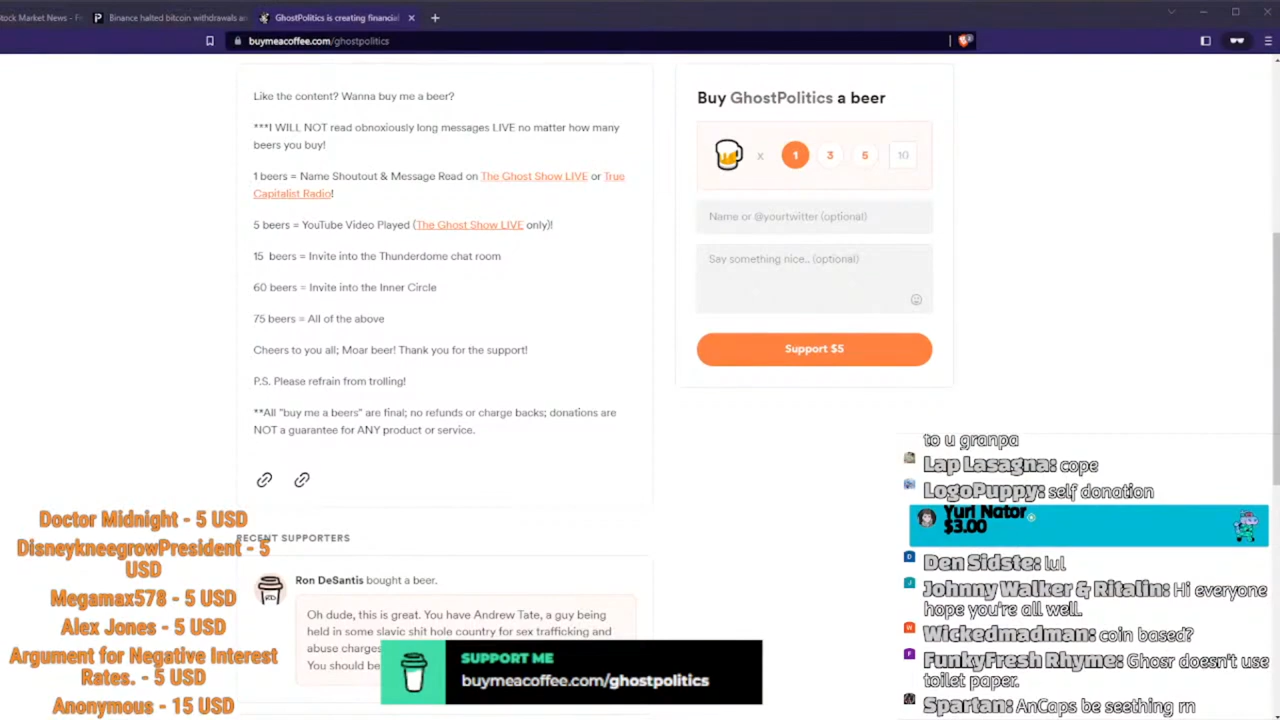 Stock Market News - F
Binance halted bitcoin withdrawals a
GhostPolitics is creating financial
buymeacoffee.com/ghostpolitics
Like the content? Wanna buy me a beer?
***I WILL NOT read obnoxiously long messages LIVE no matter how many
beers you buy!
1 beers = Name Shoutout & Message Read on The Ghost Show LIVE or True
Capitalist Radio!
5 beers = YouTube Video Played (The Ghost Show LIVE only)!
15 beers = Invite into the Thunderdome chat room
60 beers = Invite into the Inner Circle
75 beers = All of the above
Cheers to you all; Moar beer! Thank you for the support!
P.S. Please refrain from trolling!
**All "buy me a beers" are final; no refunds or charge backs; donations are
NOT a guarantee for ANY product or service.
RECENT SUPPORTERS
Ron DeSantis bought a beer.
Oh dude, this is great. You have Andrew Tate, a guy being
held in some slavic shit hole country for sex trafficking and
abuse charges
You should be
Buy GhostPolitics a beer
x 1 3 5 10
Name or @yourtwitter (optional)
Say something nice.. (optional)
Support $5
Doctor Midnight - 5 USD
DisneykneegrowPresident - 5
USD
Megamax578 - 5 USD
Alex Jones - 5 USD
Argument for Negative Interest
Rates. - 5 USD
Anonymous - 15 USD
SUPPORT ME
buymeacoffee.com/ghostpolitics
to u granpa
Lap Lasagna: cope
LogoPuppy: self donation
Yuri Nator
$3.00
Den Sidste: lul
Johnny Walker & Ritalin: Hi everyone
hope you're all well.
Wickedmadman: coin based?
FunkyFresh Rhyme: Ghosr doesn't use
toilet paper.
Spartan: AnCaps be seething rn